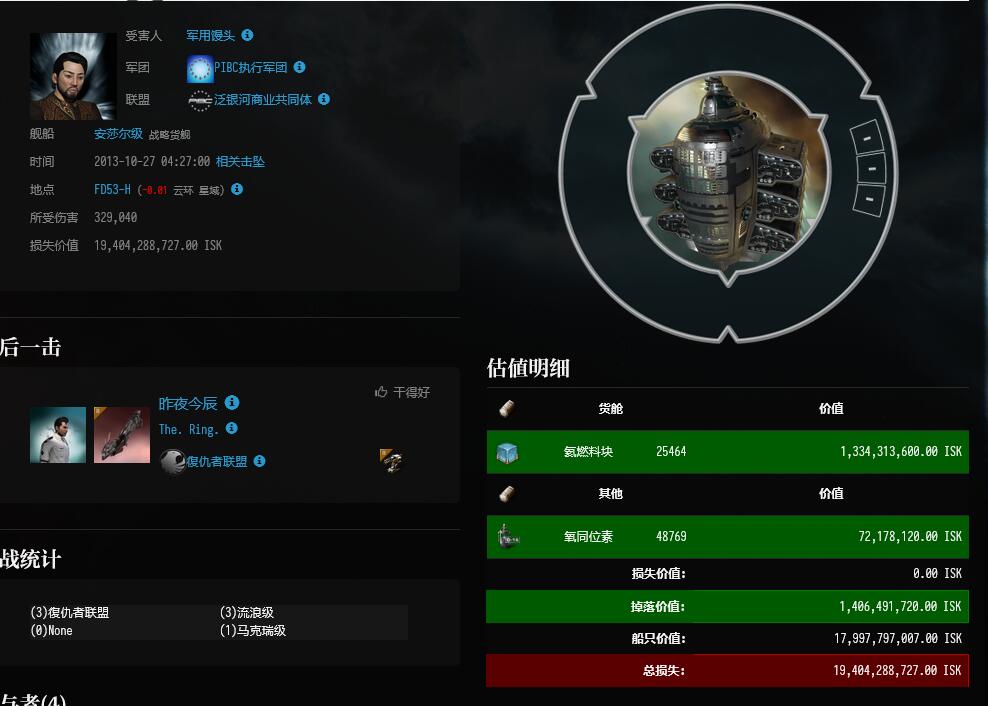 受害人 军用馒头
军团 PIBC执行军团
联盟 泛银河商业共同体
舰船 安莎尔级 战略货舰
时间 2013-10-27 04:27:00 相关击坠
地点 FD53-H (-0.01 云环 星域)
所受伤害 329,040
损失价值 19,404,288,727.00 ISK
后一击
干得好
昨夜今辰
The. Ring.
復仇者联盟
战统计
(3)復仇者联盟 (3)流浪级
(0)None (1)马克瑞级
与者(4)
估值明细
货舱 价值
氦燃料块 25464 1,334,313,600.00 ISK
其他 价值
氧同位素 48769 72,178,120.00 ISK
损失价值: 0.00 ISK
掉落价值: 1,406,491,720.00 ISK
船只价值: 17,997,797,007.00 ISK
总损失: 19,404,288,727.00 ISK